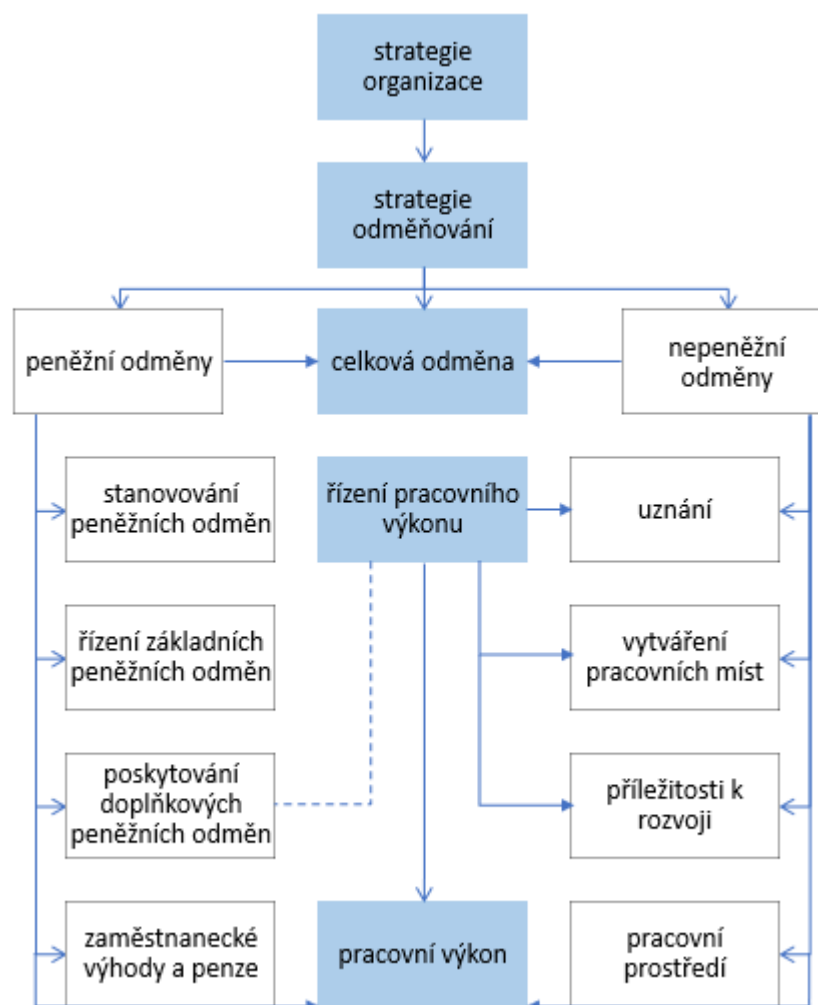 strategie
organizace
strategie
odměňování
peněžní odměny
celková odměna
nepeněžní
odměny
stanovování
peněžních odměn
řízení pracovního
výkonu
uznání
řízení základních
peněžních odměn
vytváření
pracovních míst
poskytování
doplňkových
peněžních odměn
příležitosti k
rozvoji
zaměstnanecké
výhody a penze
pracovní výkon
pracovní
prostředí